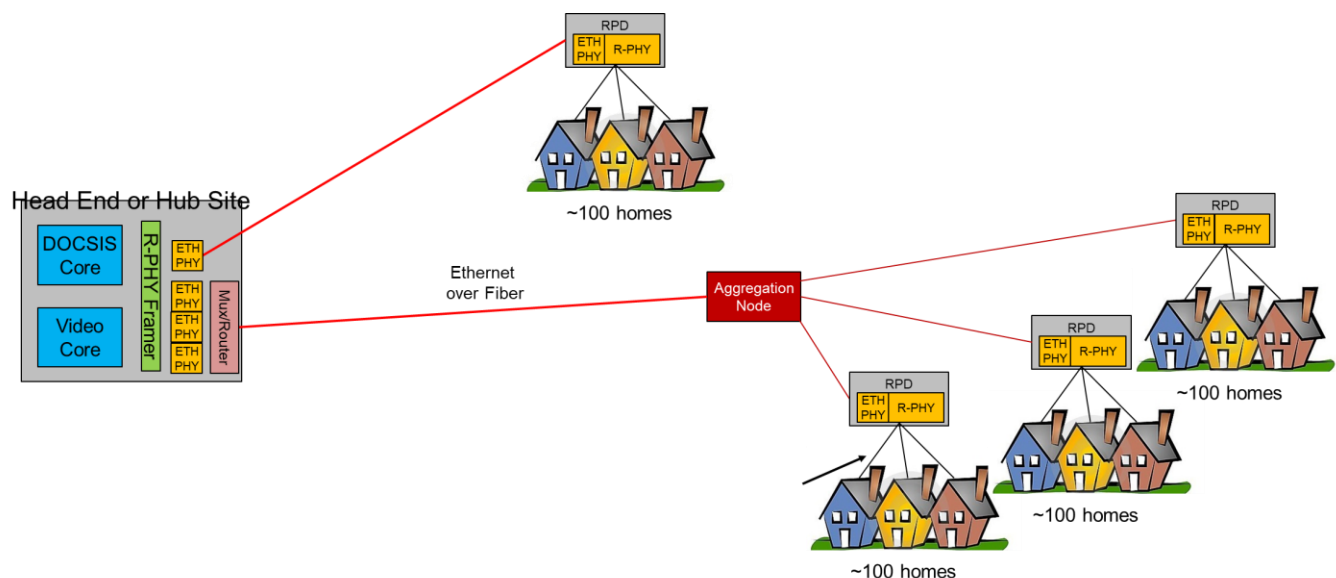 RPD
ETH
PHY
R-PHY
~100 homes
Head End or Hub Site
DOCSIS
Core
Video
Core
R-PHY Framer
ETH
PHY
ETH
PHY
ETH
PHY
ETH
PHY
Mux/Router
Ethernet
over Fiber
Aggregation
Node
RPD
ETH
PHY
R-PHY
~100 homes
RPD
ETH
PHY
R-PHY
~100 homes
RPD
ETH
PHY
R-PHY
~100 homes